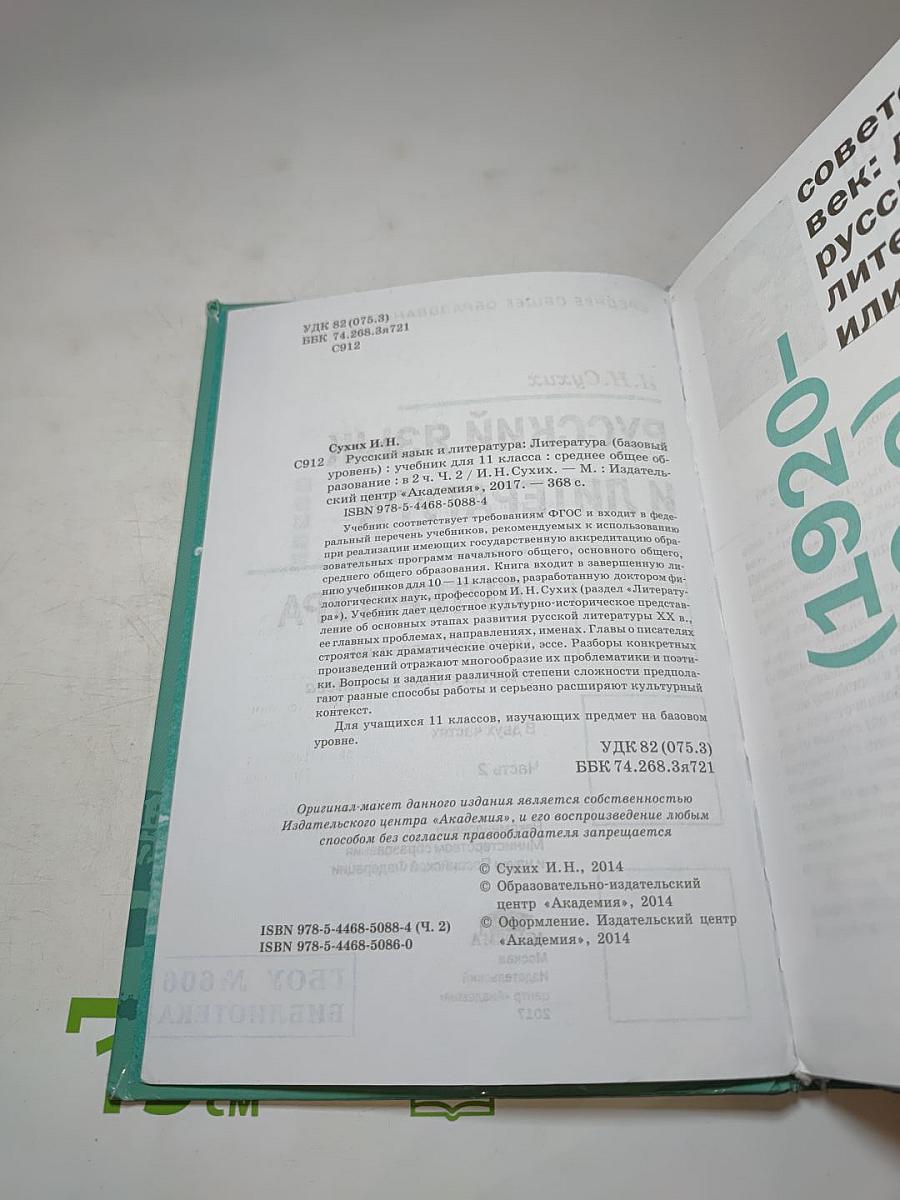 УДК 82(075.3)
ББК 74.268.3я721
С912
Сухих И. Н.
С912 Русский язык и литература: Литература (базовый
уровень) : учебник для 11 класса : среднее общее об-
разование : в 2 ч. Ч. 2 / И. Н. Сухих. — М. : Издатель-
ский центр «Академия», 2017. — 368 с.
ISBN 978-5-4468-5088-4
Учебник соответствует требованиям ФГОС и входит в феде-
ральный перечень учебников, рекомендуемых к использованию
при реализации имеющих государственную аккредитацию обра-
зовательных программ начального общего, основного общего,
среднего общего образования. Книга входит в завершенную ли-
нию учебников для 10—11 классов, разработанную доктором фи-
лологических наук, профессором И. Н. Сухих (раздел «Литерату-
ра»). Учебник дает целостное культурно-историческое представ-
ление об основных этапах развития русской литературы XX в.,
ее главных проблемах, направлениях, именах. Главы о писателях
строятся как драматические очерки, эссе. Разборы конкретных
произведений отражают многообразие их проблематики и поэти-
ки. Вопросы и задания различной степени сложности предпола-
гают разные способы работы и серьезно расширяют культурный
контекст.
Для учащихся 11 классов, изучающих предмет на базовом
уровне.
УДК 82(075.3)
ББК 74.268.3я721
Оригинал-макет данного издания является собственностью
Издательского центра «Академия», и его воспроизведение любым
способом без согласия правообладателя запрещается
© Сухих И. Н., 2014
© Образовательно-издательский
центр «Академия», 2014
© Оформление. Издательский центр
«Академия», 2014
ISBN 978-5-4468-5088-4 (Ч. 2)
ISBN 978-5-4468-5086-0
век:
русс
лите
или
(1920–
см